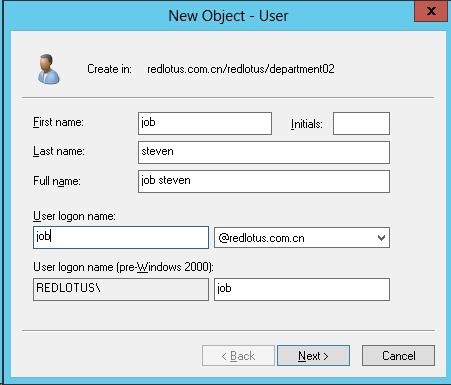 New Object - User
x
Create in: redlotus.com.cn/redlotus/department02
First name: job Initials:
Last name: steven
Full name: job steven
User logon name:
job @redlotus.com.cn
User logon name (pre-Windows 2000):
REDLOTUS\ job
< Back Next > Cancel